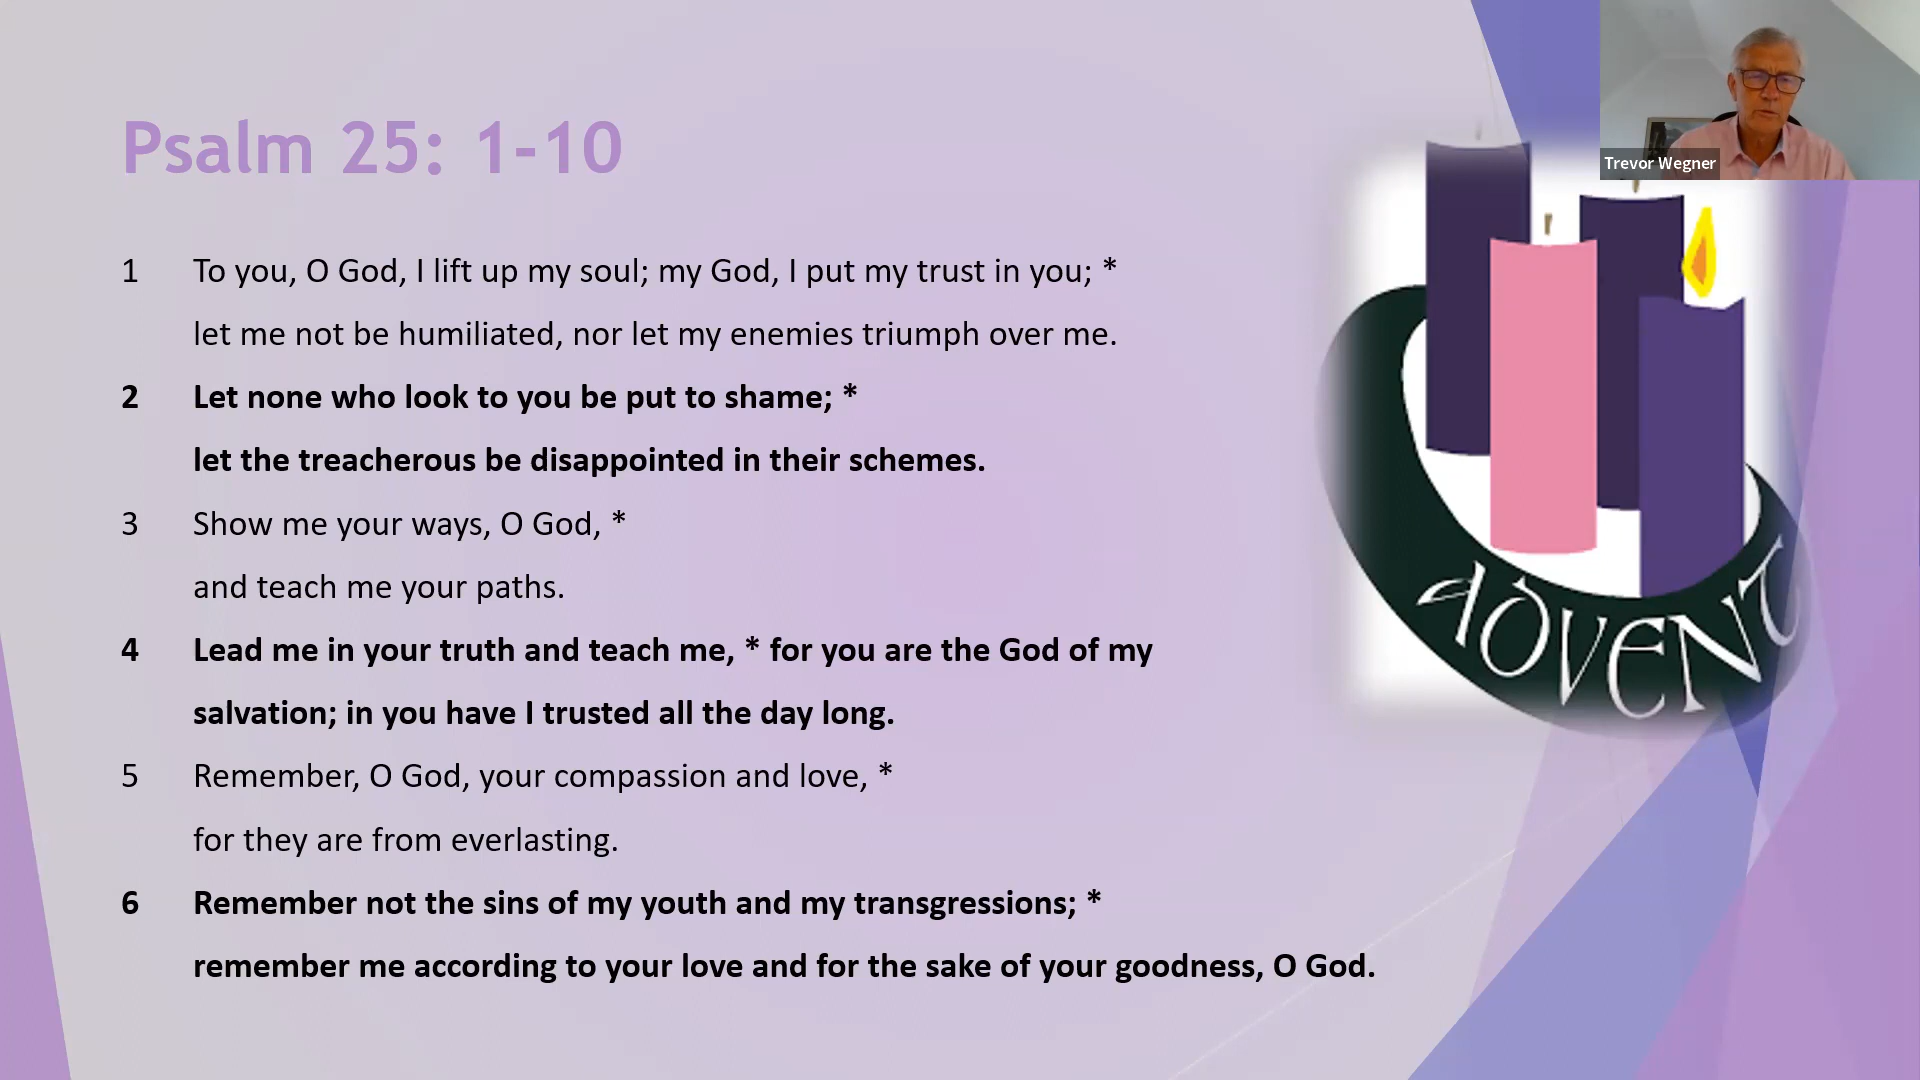 Psalm 25: 1-10
1 To you, O God, I lift up my soul; my God, I put my trust in you; *
let me not be humiliated, nor let my enemies triumph over me.
2 Let none who look to you be put to shame; *
let the treacherous be disappointed in their schemes.
3 Show me your ways, O God, *
and teach me your paths.
4 Lead me in your truth and teach me, * for you are the God of my
salvation; in you have I trusted all the day long.
5 Remember, O God, your compassion and love, *
for they are from everlasting.
6 Remember not the sins of my youth and my transgressions; *
remember me according to your love and for the sake of your goodness, O God.
Trevor Wegner
ADVENT